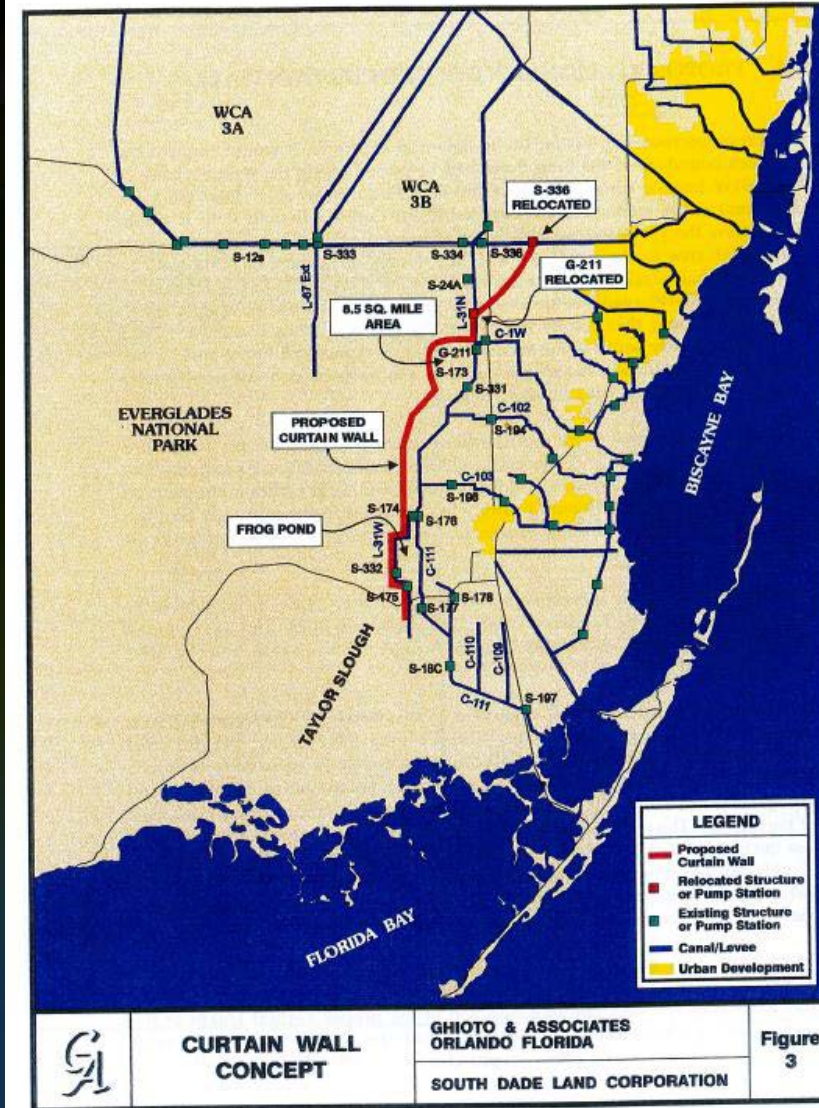 WCA
3A
WCA
3B
S-336
RELOCATED
S-12s
S-333
S-334
S-336
L-67 Ext
S-24A
G-211
RELOCATED
L-31N
8.5 SQ. MILE
AREA
C-1W
G-211
S-173
S-331
EVERGLADES
NATIONAL
PARK
C-102
S-194
PROPOSED
CURTAIN WALL
BISCAYNE BAY
C-103
S-196
S-174
S-176
FROG POND
L-31W
C-111
S-332
S-175
S-177
S-178
TAYLOR SLOUGH
C-110
C-109
S-18C
C-111
S-197
FLORIDA BAY
LEGEND
Proposed
Curtain Wall
Relocated Structure
or Pump Station
Existing Structure
or Pump Station
Canal/Levee
Urban Development
GA
CURTAIN WALL
CONCEPT
GHIOTO & ASSOCIATES
ORLANDO FLORIDA
SOUTH DADE LAND CORPORATION
Figure
3